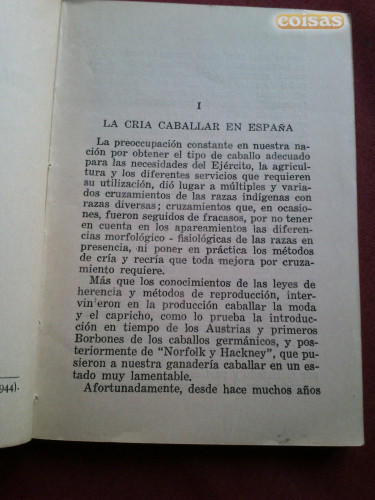 coisas
I
LA CRIA CABALLAR EN ESPAÑA
La preocupación constante en nuestra na-
ción por obtener el tipo de caballo adecuado
para las necesidades del Ejército, la agricul-
tura y los diferentes servicios que requieren
su utilización, dió lugar a múltiples y varia-
dos cruzamientos de las razas indígenas con
razas diversas; cruzamientos que, en ocasio-
nes, fueron seguidos de fracasos, por no tener
en cuenta en los apareamientos las diferen-
cias morfológico - fisiológicas de las razas en
presencia, ni poner en práctica los métodos
de cría y recría que toda mejora por cruza-
miento requiere.
Más que los conocimientos de las leyes de
herencia y métodos de reproducción, inter-
vinieron en la producción caballar la moda
y el capricho, como lo prueba la introduc-
ción en tiempo de los Austrias y primeros
Borbones de los caballos germánicos, y pos-
teriormente de "Norfolk y Hackney", que pu-
sieron a nuestra ganadería caballar en un es-
tado muy lamentable.
Afortunadamente, desde hace muchos años
944).